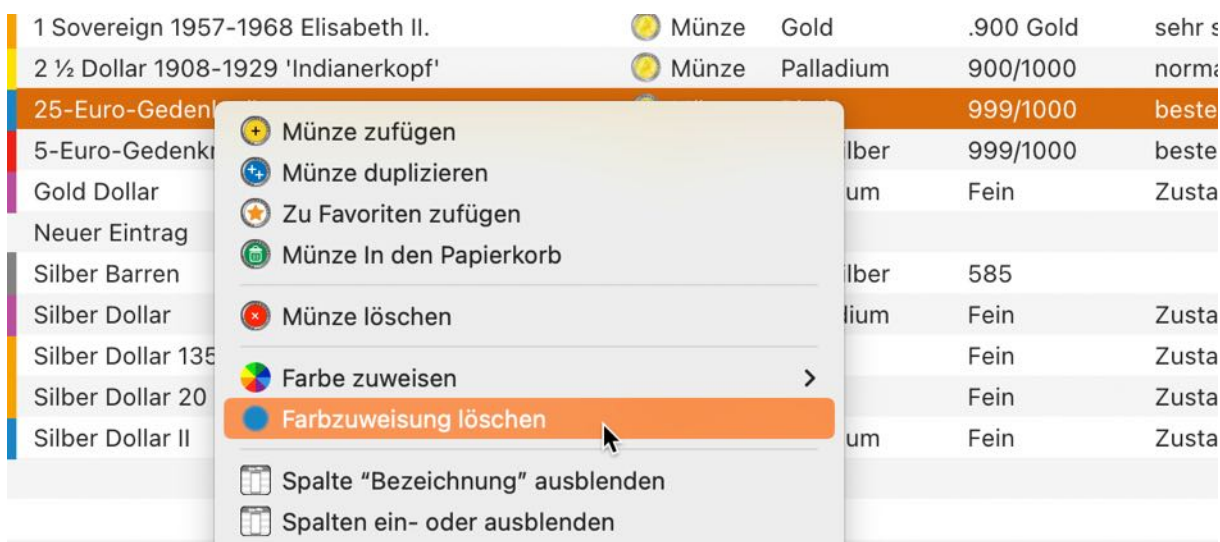 1 Sovereign 1957-1968 Elisabeth II. Münze Gold .900 Gold sehr
2 ½ Dollar 1908-1929 'Indianerkopf' Münze Palladium 900/1000
25-Euro- 999/1000
5-Euro- 999/1000
Gold Dollar Fein
Neuer Eintrag
Silber Barren 585
Silber Dollar Fein
Silber Dollar 135 Fein
Silber Dollar 20 Fein
Silber Dollar II Fein
Münze zufügen
Münze duplizieren
Zu Favoriten zufügen
Münze In den Papierkorb
Münze löschen
Farbe zuweisen
Farbzuweisung löschen
Spalte “Bezeichnung” ausblenden
Spalten ein- oder ausblenden